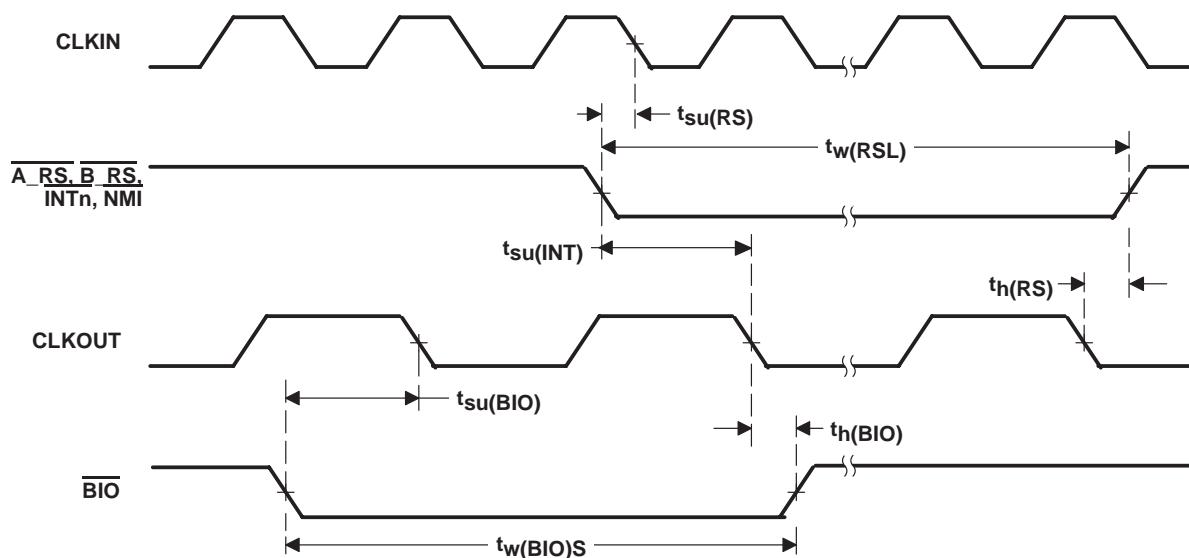 CLKIN
tsu(RS)
tw(RSL)
A_RS, B_RS,
INTn, NMI
tsu(INT)
th(RS)
CLKOUT
tsu(BIO)
th(BIO)
BIO
tw(BIO)S